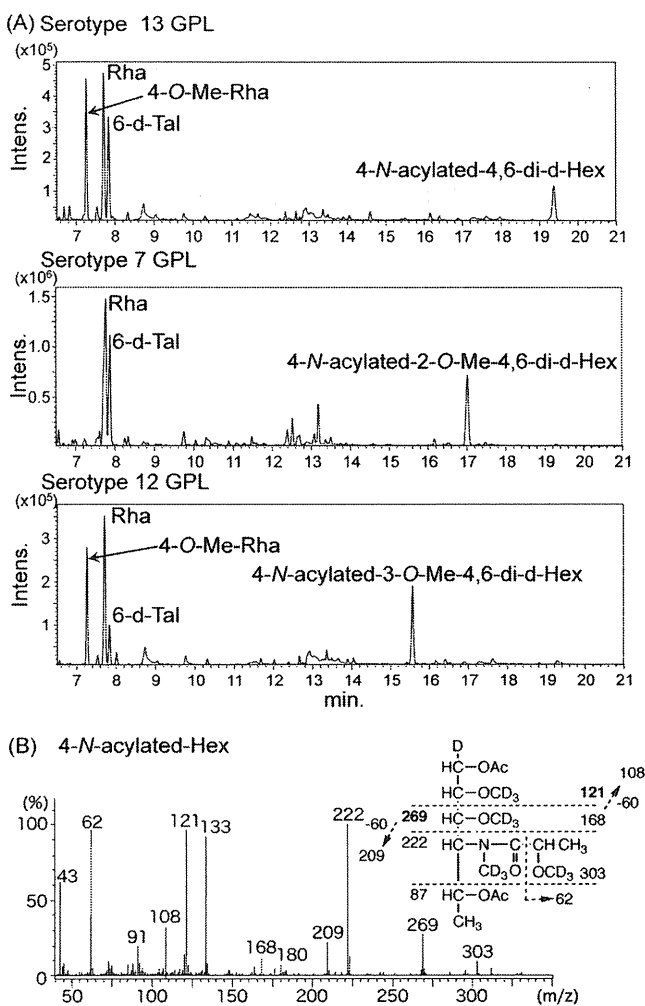 (A) Serotype 13 GPL
(x10⁵)
Intens.
5
4
3
2
1
Rha
4-O-Me-Rha
6-d-Tal
4-N-acylated-4,6-di-d-Hex
7 8 9 10 11 12 13 14 15 16 17 18 19 20 21
Serotype 7 GPL
(x10⁶)
Intens.
1.5
1.0
0.5
Rha
6-d-Tal
4-N-acylated-2-O-Me-4,6-di-d-Hex
7 8 9 10 11 12 13 14 15 16 17 18 19 20 21
Serotype 12 GPL
(x10⁵)
Intens.
3
2
1
Rha
4-O-Me-Rha
6-d-Tal
4-N-acylated-3-O-Me-4,6-di-d-Hex
7 8 9 10 11 12 13 14 15 16 17 18 19 20 21
min.
(B) 4-N-acylated-Hex
(%)
100
50
0
43
62
91
108
121
133
168
180
209
222
269
303
50 100 150 200 250 300 (m/z)
D
HC-OAc
HC-OCD₃ 121 108
-60
269 HC-OCD₃ 168
-60
209
222 HC-N-C-CHCH₃
CD₃ O OCD₃ 303
87 HC-OAc 62
CH₃